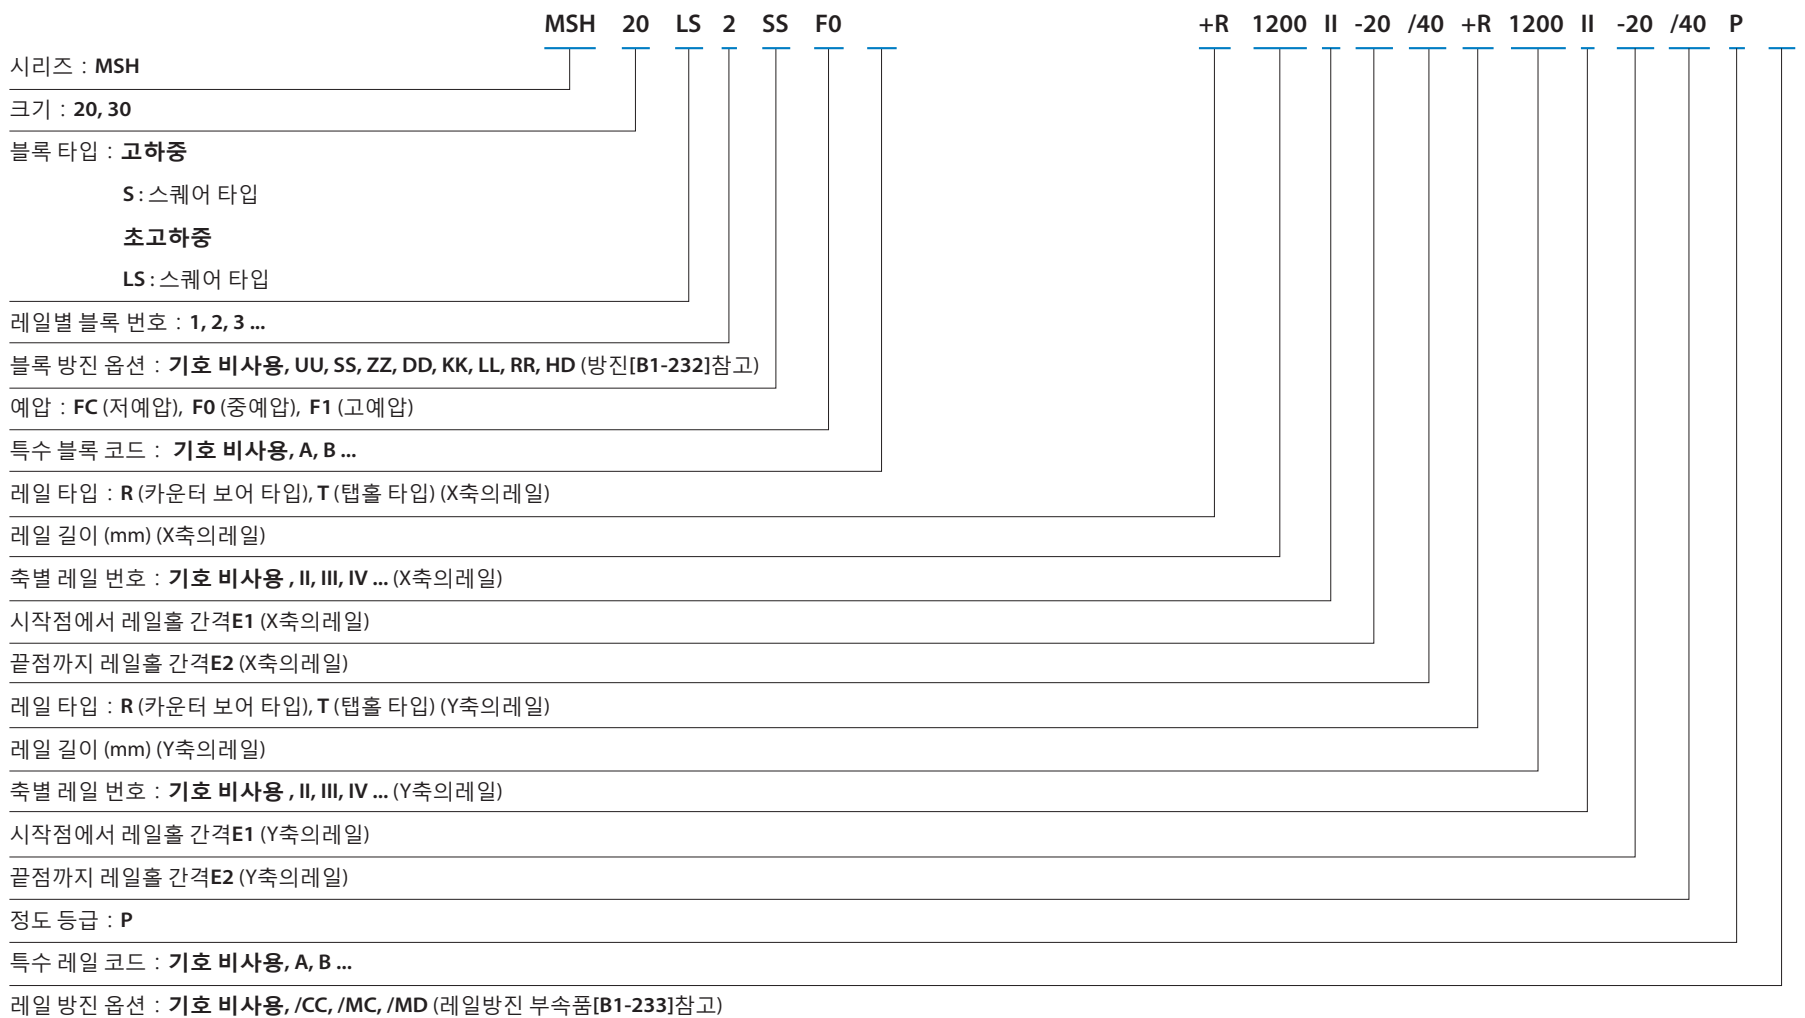 MSH 20 LS 2 SS F0 +R 1200 II -20 /40 +R 1200 II -20 /40 P
시리즈 : MSH
크기 : 20, 30
블록 타입 : 고하중
S : 스퀘어 타입
초고하중
LS : 스퀘어 타입
레일별 블록 번호 : 1, 2, 3 ...
블록 방진 옵션 : 기호 비사용, UU, SS, ZZ, DD, KK, LL, RR, HD (방진[B1-232]참고)
예압 : FC (저예압), F0 (중예압), F1 (고예압)
특수 블록 코드 : 기호 비사용, A, B ...
레일 타입 : R (카운터 보어 타입), T (탭홀 타입) (X축의레일)
레일 길이 (mm) (X축의레일)
축별 레일 번호 : 기호 비사용 , II, III, IV ... (X축의레일)
시작점에서 레일홀 간격E1 (X축의레일)
끝점까지 레일홀 간격E2 (X축의레일)
레일 타입 : R (카운터 보어 타입), T (탭홀 타입) (Y축의레일)
레일 길이 (mm) (Y축의레일)
축별 레일 번호 : 기호 비사용 , II, III, IV ... (Y축의레일)
시작점에서 레일홀 간격E1 (Y축의레일)
끝점까지 레일홀 간격E2 (Y축의레일)
정도 등급 : P
특수 레일 코드 : 기호 비사용, A, B ...
레일 방진 옵션 : 기호 비사용, /CC, /MC, /MD (레일방진 부속품[B1-233]참고)